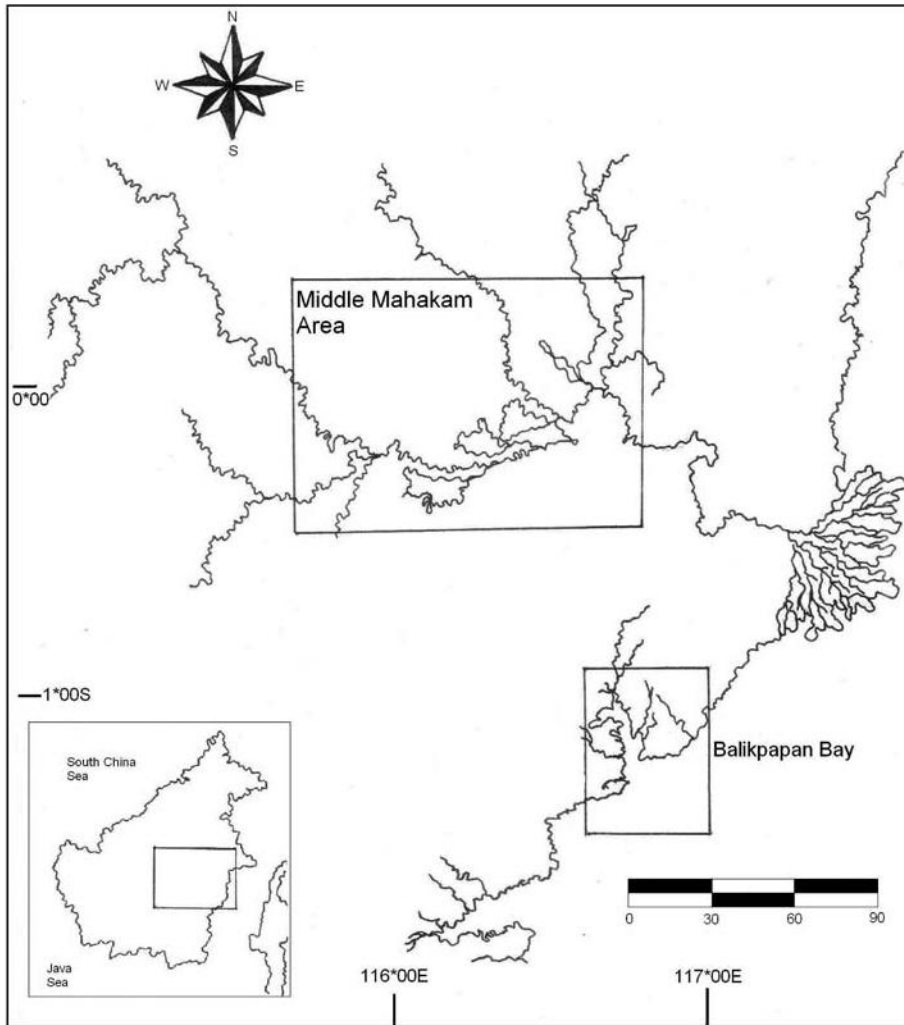 N
W
E
S
Middle Mahakam
Area
0*00
1*00S
Balikpapan Bay
South China
Sea
Java
Sea
0 30 60 90
116*00E
117*00E